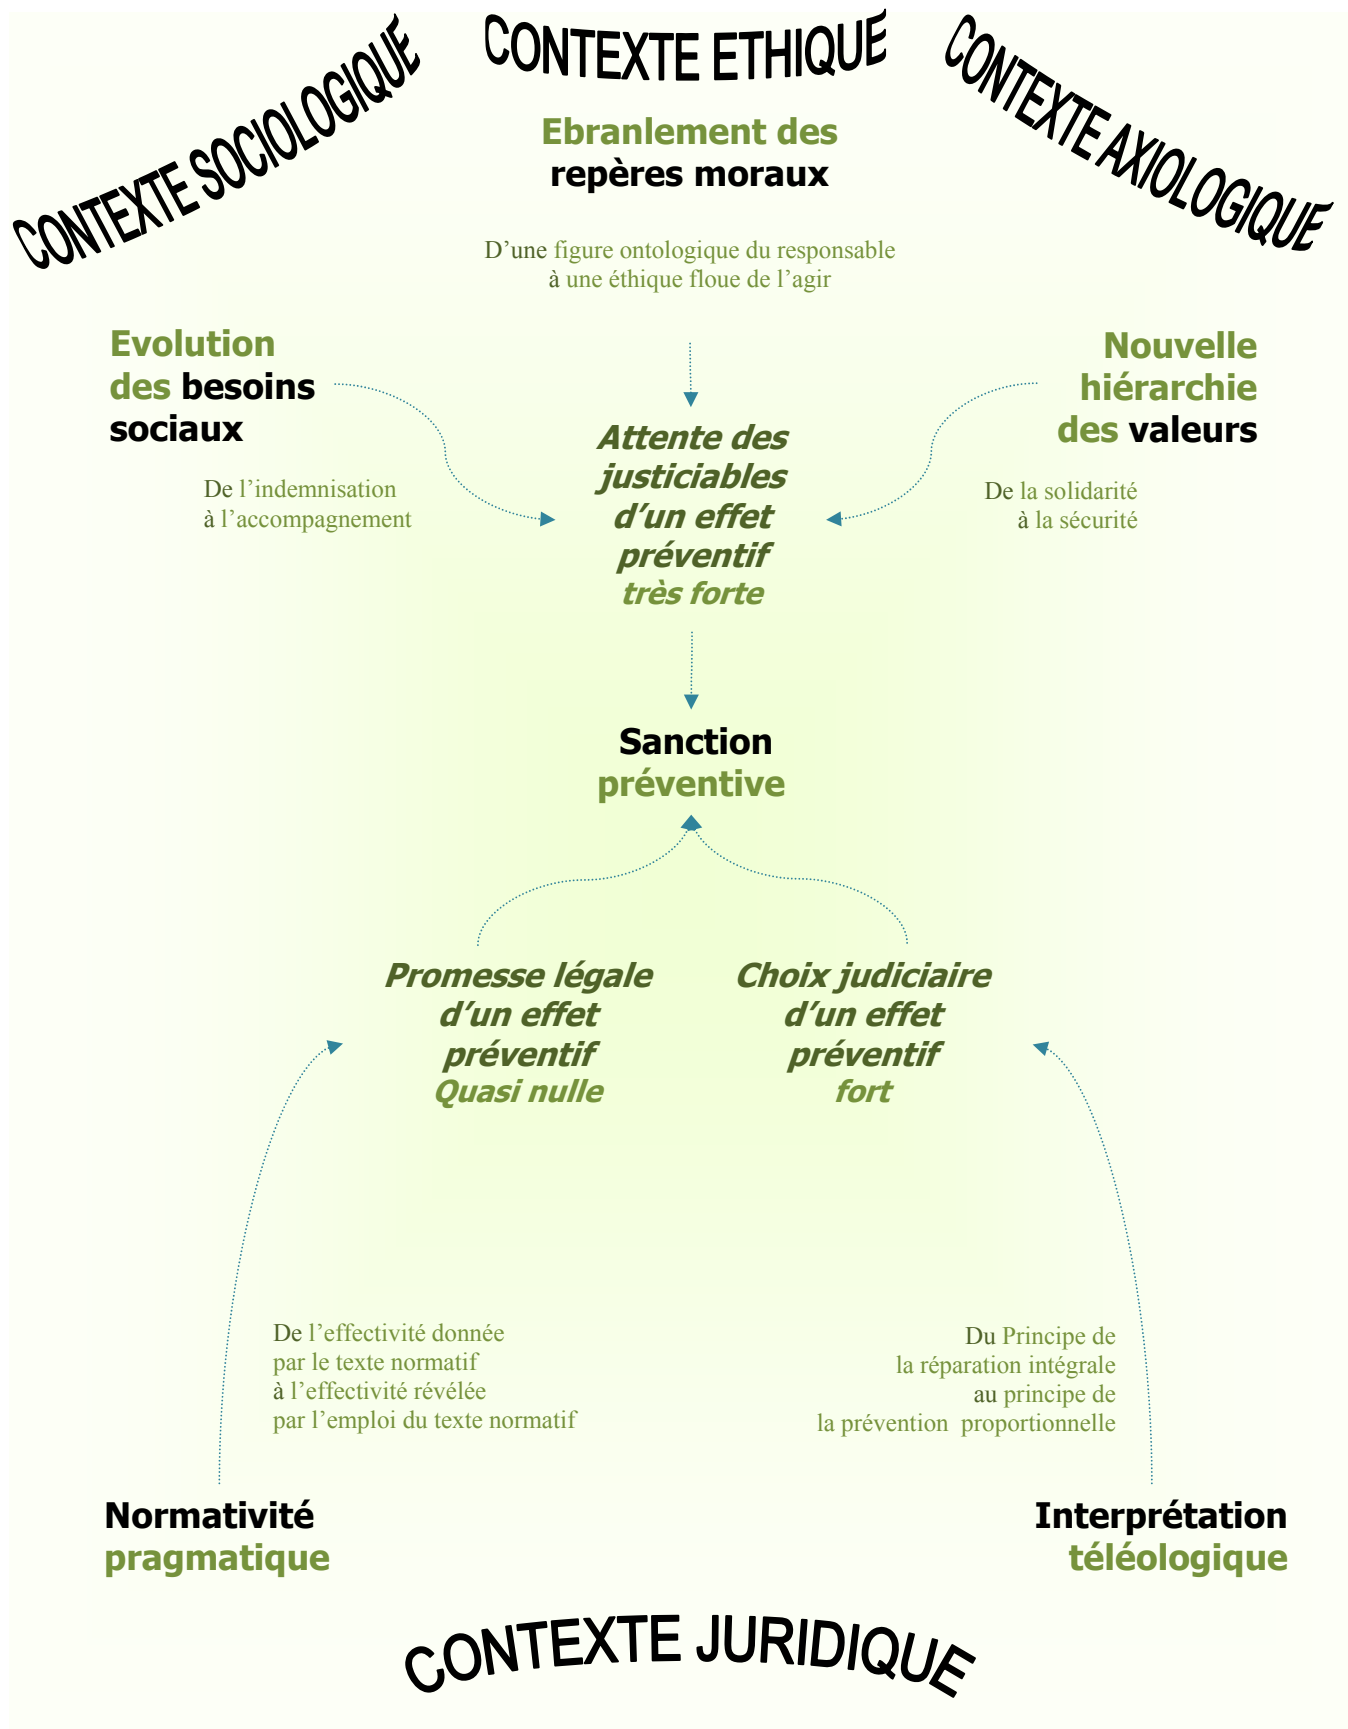 CONTEXTE SOCIOLOGIQUE
CONTEXTE ETHIQUE
CONTEXTE AXIOLOGIQUE
Ebranlement des
repères moraux
D’une figure ontologique du responsable
à une éthique floue de l’agir
Evolution
des besoins
sociaux
De l’indemnisation
à l’accompagnement
Nouvelle
hiérarchie
des valeurs
De la solidarité
à la sécurité
Attente des
justiciables
d’un effet
préventif
très forte
Sanction
préventive
Promesse légale
d’un effet
préventif
Quasi nulle
Choix judiciaire
d’un effet
préventif
fort
De l’effectivité donnée
par le texte normatif
à l’effectivité révélée
par l’emploi du texte normatif
Du Principe de
la réparation intégrale
au principe de
la prévention  proportionnelle
Normativité
pragmatique
Interprétation
téléologique
CONTEXTE JURIDIQUE